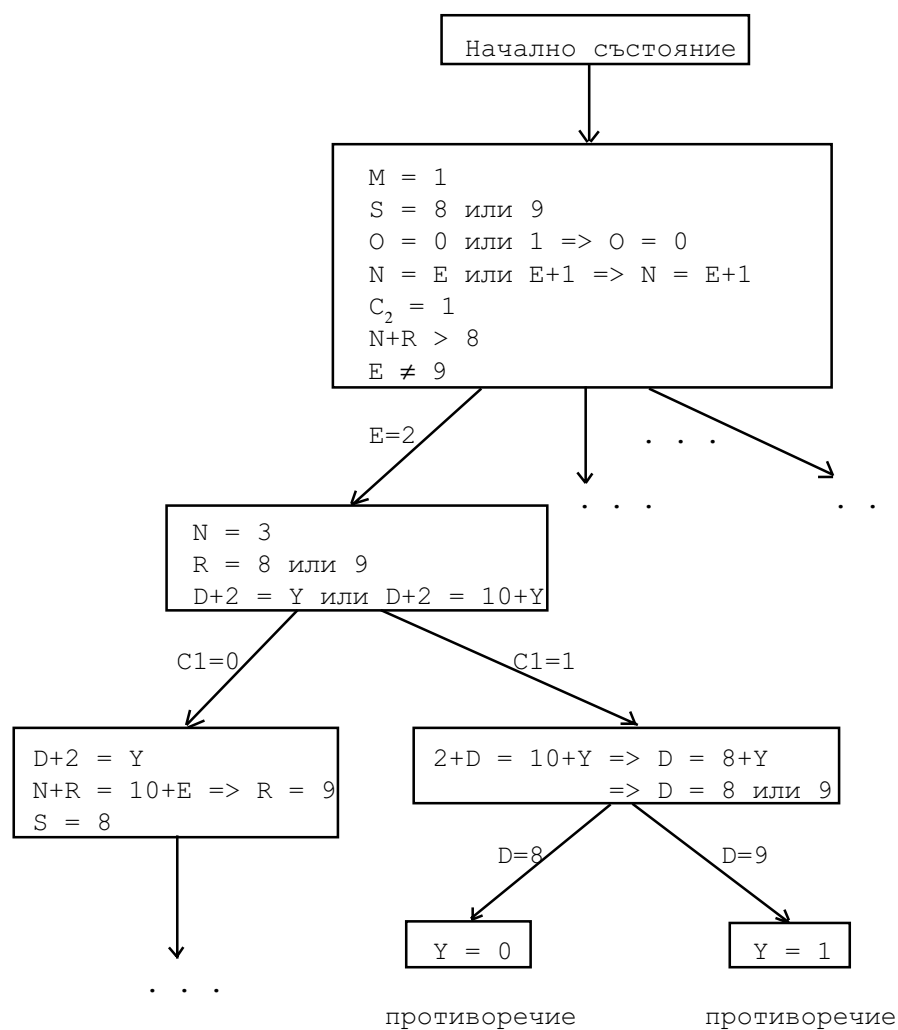 Начално състояние
M = 1
S = 8 или 9
O = 0 или 1 => O = 0
N = E или E+1 => N = E+1
C₂ = 1
N+R > 8
E ≠ 9
E=2
. . .
. . .
. .
N = 3
R = 8 или 9
D+2 = Y или D+2 = 10+Y
C1=0
C1=1
D+2 = Y
N+R = 10+E => R = 9
S = 8
2+D = 10+Y => D = 8+Y
=> D = 8 или 9
D=8
D=9
Y = 0
Y = 1
. . .
противоречие
противоречие